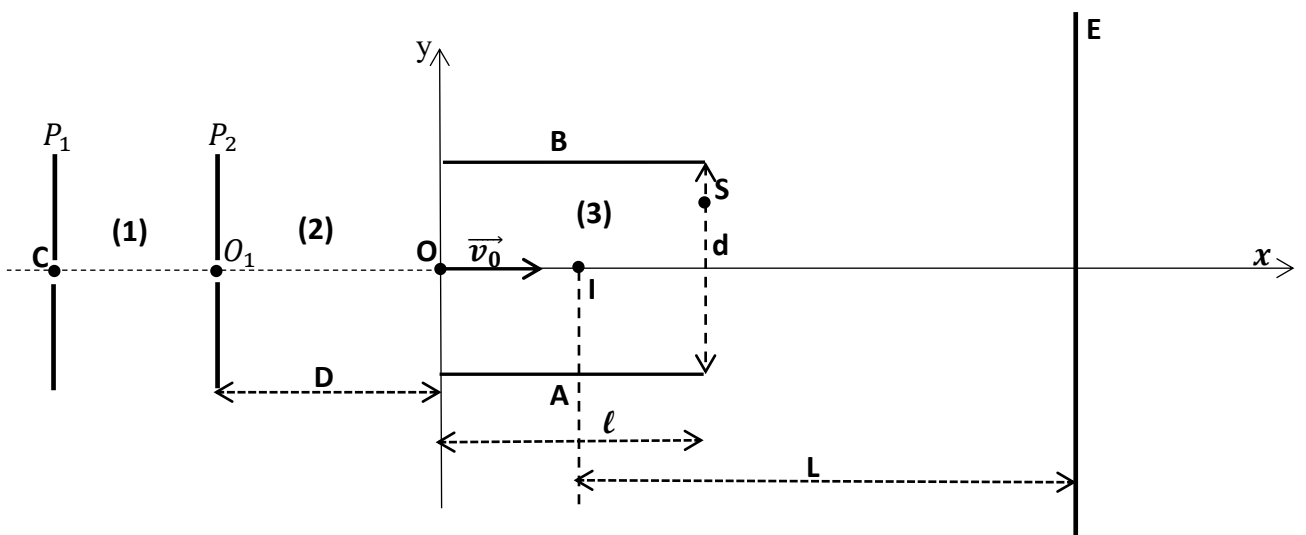 E
y
P₁
P₂
B
S
(1)
(2)
(3)
C
O₁
O
v₀
d
x
I
D
A
ℓ
L